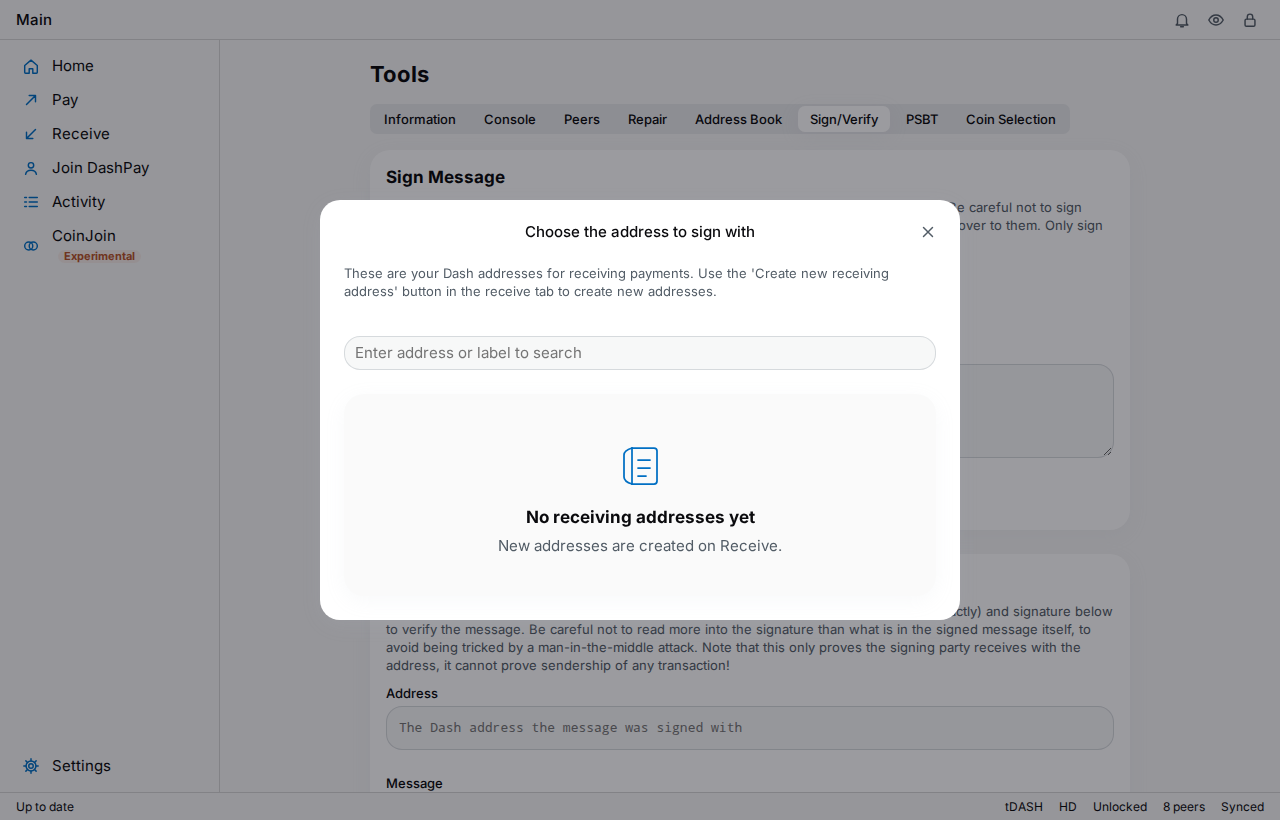 Main
Home
Pay
Receive
Join DashPay
Activity
CoinJoin
Experimental
Settings
Tools
Information Console Peers Repair Address Book Sign/Verify PSBT Coin Selection
Sign Message
Be careful not to sign
over to them. Only sign
Choose the address to sign with
These are your Dash addresses for receiving payments. Use the 'Create new receiving
address' button in the receive tab to create new addresses.
Enter address or label to search
No receiving addresses yet
New addresses are created on Receive.
and signature below
to verify the message. Be careful not to read more into the signature than what is in the signed message itself, to
avoid being tricked by a man-in-the-middle attack. Note that this only proves the signing party receives with the
address, it cannot prove sendership of any transaction!
Address
The Dash address the message was signed with
Message
Up to date
tDASH HD Unlocked 8 peers Synced